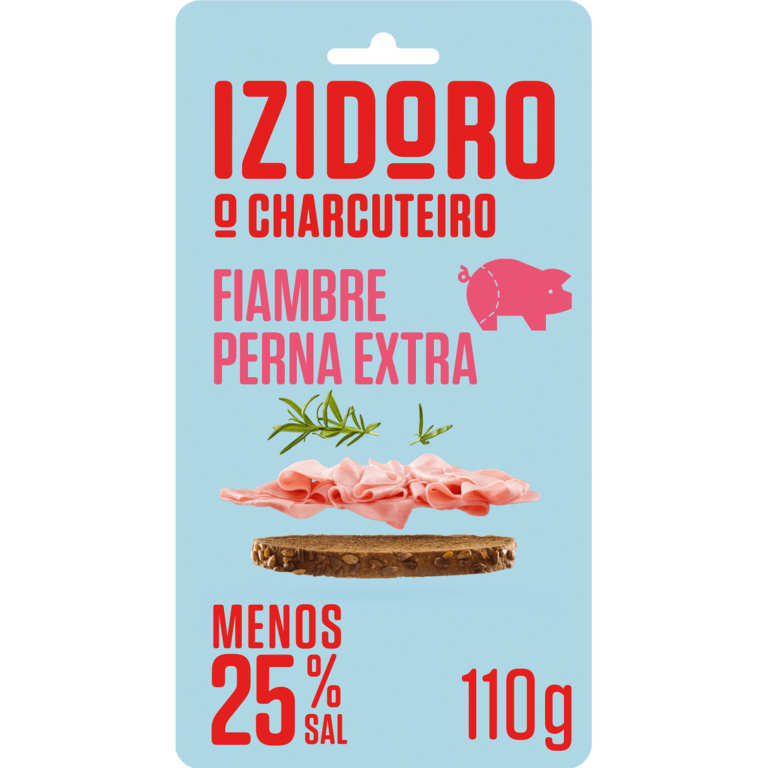 IZIDORO
O CHARCUTEIRO
FIAMBRE
PERNA EXTRA
MENOS
25%
SAL
110g